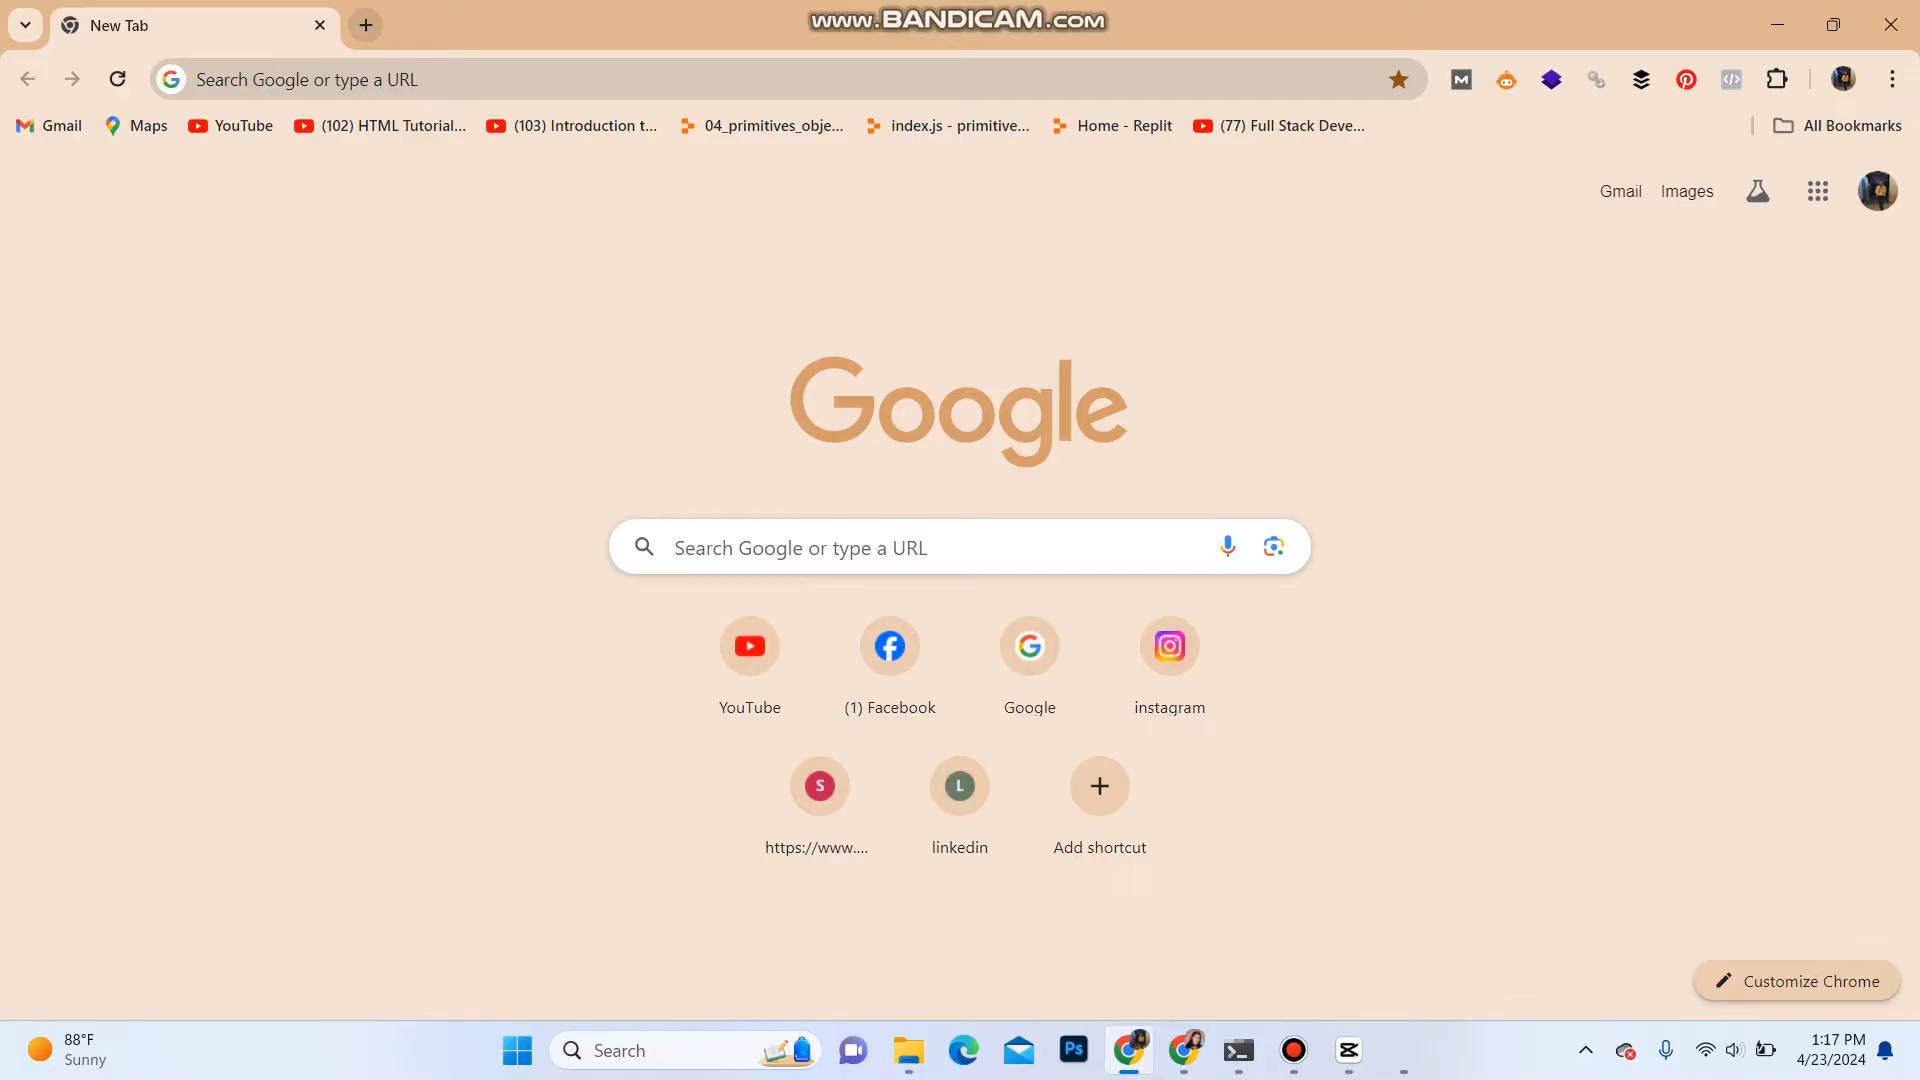 New Tab
www.BANDICAM.com
Search Google or type a URL
Gmail
Maps
YouTube
(102) HTML Tutorial...
(103) Introduction t...
04_primitives_obje...
index.js - primitive...
Home - Replit
(77) Full Stack Deve...
All Bookmarks
Gmail
Images
Google
Search Google or type a URL
YouTube
(1) Facebook
Google
instagram
S
L
https://www....
linkedin
Add shortcut
Customize Chrome
88°F
Sunny
Search
Ps
1:17 PM
4/23/2024